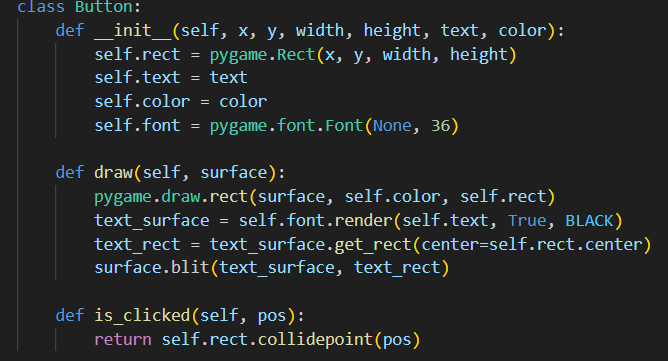 class Button:
    def __init__(self, x, y, width, height, text, color):
        self.rect = pygame.Rect(x, y, width, height)
        self.text = text
        self.color = color
        self.font = pygame.font.Font(None, 36)

    def draw(self, surface):
        pygame.draw.rect(surface, self.color, self.rect)
        text_surface = self.font.render(self.text, True, BLACK)
        text_rect = text_surface.get_rect(center=self.rect.center)
        surface.blit(text_surface, text_rect)

    def is_clicked(self, pos):
        return self.rect.collidepoint(pos)